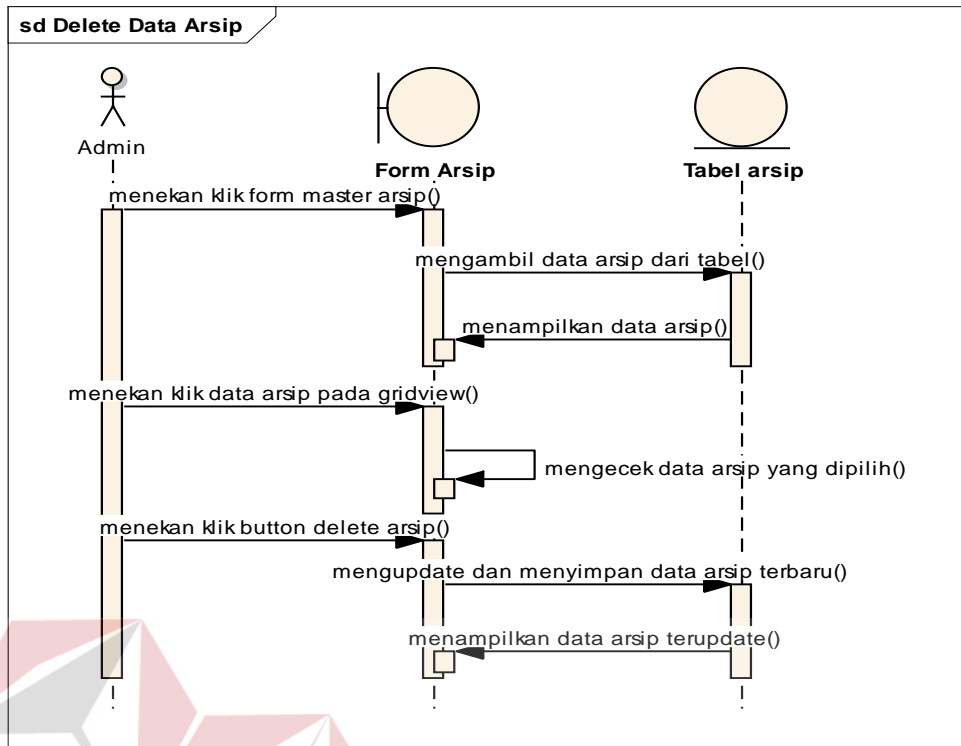 sd Delete Data Arsip
Admin
Form Arsip
Tabel arsip
menekan klik form master arsip()
mengambil data arsip dari tabel()
menampilkan data arsip()
menekan klik data arsip pada gridview()
mengecek data arsip yang dipilih()
menekan klik button delete arsip()
mengupdate dan menyimpan data arsip terbaru()
menampilkan data arsip terupdate()